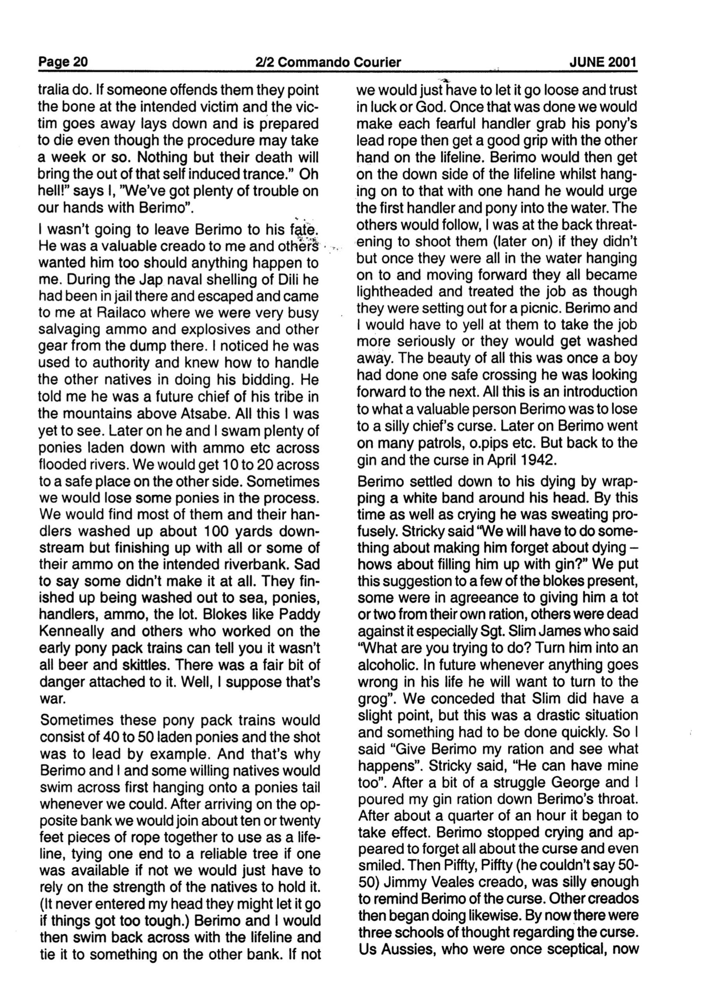 Page 20 2/2 Commando Courier JUNE 2001
tralia do. If someone offends them they point
the bone at the intended victim and the vic-
tim goes away lays down and is prepared
to die even though the procedure may take
a week or so. Nothing but their death will
bring the out of that self induced trance.” Oh
hell!” says I, ”We've got plenty of trouble on
our hands with Berimo”.
I wasn't going to leave Berimo to his fate.
He was a valuable creado to me and others
wanted him too should anything happen to
me. During the Jap naval shelling of Dili he
had been in jail there and escaped and came
to me at Railaco where we were very busy
salvaging ammo and explosives and other
gear from the dump there. I noticed he was
used to authority and knew how to handle
the other natives in doing his bidding. He
told me he was a future chief of his tribe in
the mountains above Atsabe. All this I was
yet to see. Later on he and I swam plenty of
ponies laden down with ammo etc across
flooded rivers. We would get 10 to 20 across
to a safe place on the other side. Sometimes
we would lose some ponies in the process.
We would find most of them and their han-
dlers washed up about 100 yards down-
stream but finishing up with all or some of
their ammo on the intended riverbank. Sad
to say some didn't make it at all. They fin-
ished up being washed out to sea, ponies,
handlers, ammo, the lot. Blokes like Paddy
Kenneally and others who worked on the
early pony pack trains can tell you it wasn't
all beer and skittles. There was a fair bit of
danger attached to it. Well, I suppose that's
war.
Sometimes these pony pack trains would
consist of 40 to 50 laden ponies and the shot
was to lead by example. And that's why
Berimo and I and some willing natives would
swim across first hanging onto a ponies tail
whenever we could. After arriving on the op-
posite bank we would join about ten or twenty
feet pieces of rope together to use as a life-
line, tying one end to a reliable tree if one
was available if not we would just have to
rely on the strength of the natives to hold it.
(It never entered my head they might let it go
if things got too tough.) Berimo and I would
then swim back across with the lifeline and
tie it to something on the other bank. If not
we would just have to let it go loose and trust
in luck or God. Once that was done we would
make each fearful handler grab his pony's
lead rope then get a good grip with the other
hand on the lifeline. Berimo would then get
on the down side of the lifeline whilst hang-
ing on to that with one hand he would urge
the first handler and pony into the water. The
others would follow, I was at the back threat-
ening to shoot them (later on) if they didn't
but once they were all in the water hanging
on to and moving forward they all became
lightheaded and treated the job as though
they were setting out for a picnic. Berimo and
I would have to yell at them to take the job
more seriously or they would get washed
away. The beauty of all this was once a boy
had done one safe crossing he was looking
forward to the next. All this is an introduction
to what a valuable person Berimo was to lose
to a silly chief's curse. Later on Berimo went
on many patrols, o.pips etc. But back to the
gin and the curse in April 1942.
Berimo settled down to his dying by wrap-
ping a white band around his head. By this
time as well as crying he was sweating pro-
fusely. Stricky said “We will have to do some-
thing about making him forget about dying –
hows about filling him up with gin?” We put
this suggestion to a few of the blokes present,
some were in agreeance to giving him a tot
or two from their own ration, others were dead
against it especially Sgt. Slim James who said
“What are you trying to do? Turn him into an
alcoholic. In future whenever anything goes
wrong in his life he will want to turn to the
grog”. We conceded that Slim did have a
slight point, but this was a drastic situation
and something had to be done quickly. So I
said “Give Berimo my ration and see what
happens”. Stricky said, “He can have mine
too”. After a bit of a struggle George and I
poured my gin ration down Berimo's throat.
After about a quarter of an hour it began to
take effect. Berimo stopped crying and ap-
peared to forget all about the curse and even
smiled. Then Piffty, Piffty (he couldn't say 50-
50) Jimmy Veales creado, was silly enough
to remind Berimo of the curse. Other creados
then began doing likewise. By now there were
three schools of thought regarding the curse.
Us Aussies, who were once sceptical, now